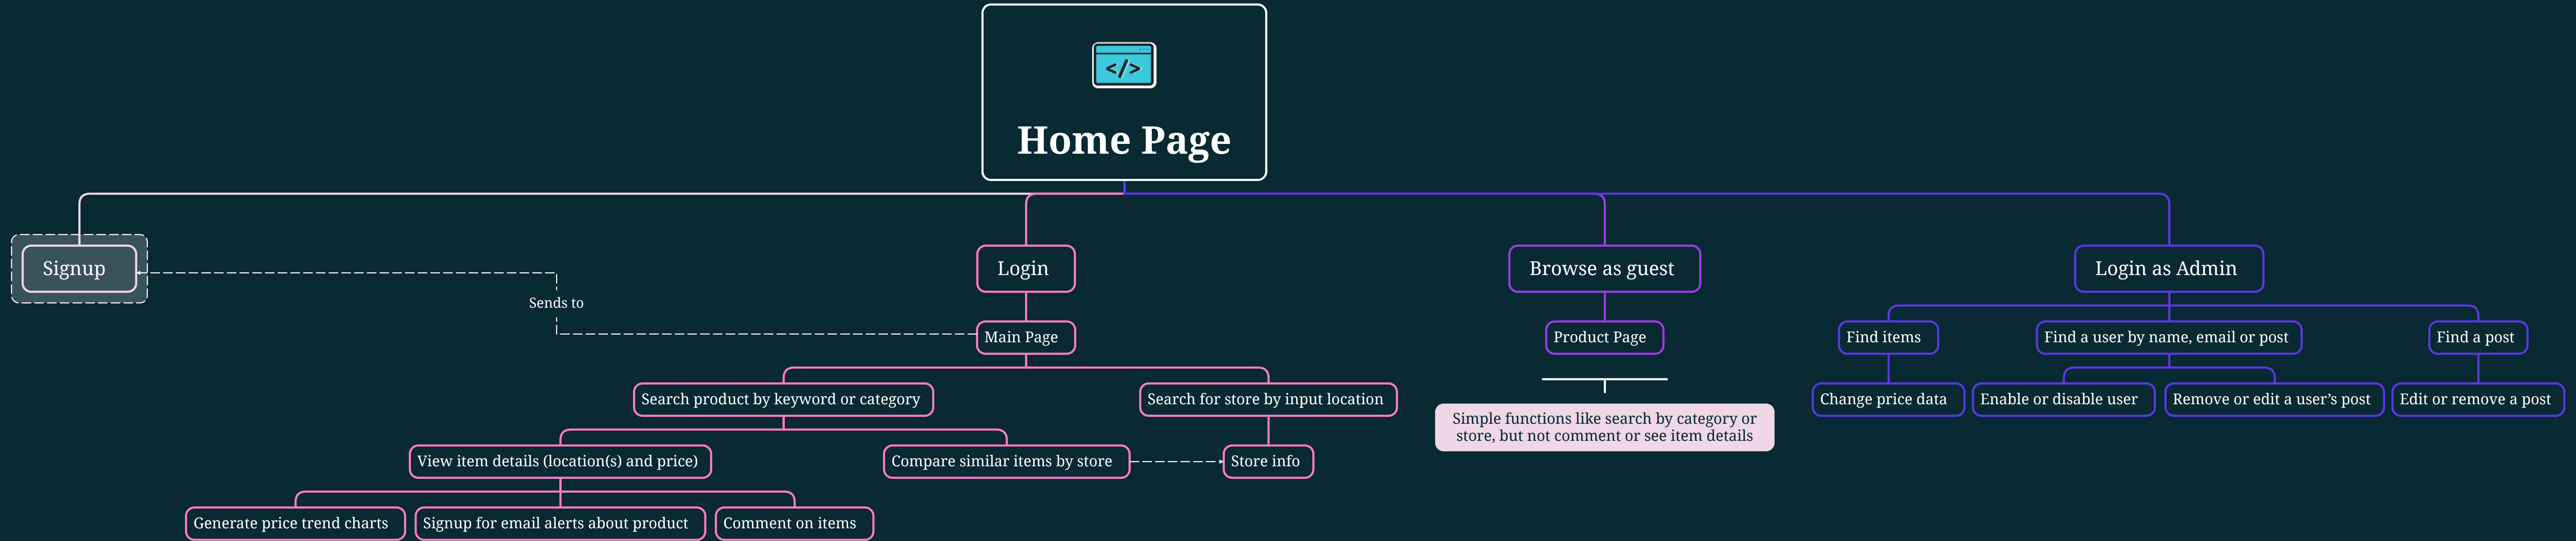 </>
Home Page
Signup
Login
Browse as guest
Login as Admin
Sends to
Main Page
Product Page
Find items
Find a user by name, email or post
Find a post
Search product by keyword or category
Search for store by input location
Simple functions like search by category or
store, but not comment or see item details
Change price data
Enable or disable user
Remove or edit a user’s post
Edit or remove a post
View item details (location(s) and price)
Compare similar items by store
Store info
Generate price trend charts
Signup for email alerts about product
Comment on items